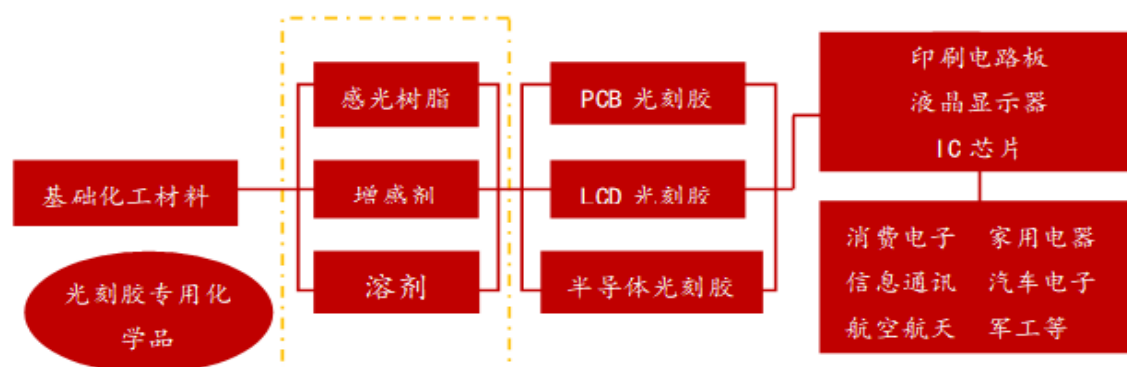 基础化工材料
光刻胶专用化
学品
感光树脂
增感剂
溶剂
PCB 光刻胶
LCD 光刻胶
半导体光刻胶
印刷电路板
液晶显示器
IC 芯片
消费电子 家用电器
信息通讯 汽车电子
航空航天 军工等